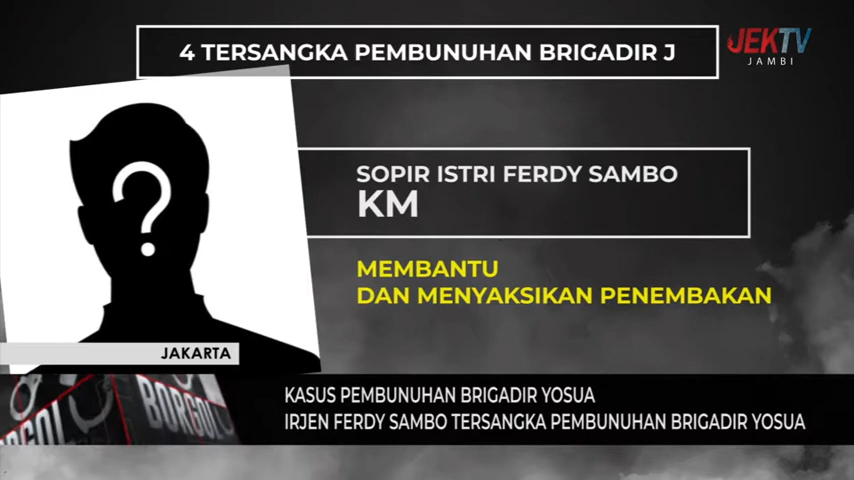 4 TERSANGKA PEMBUNUHAN BRIGADIR J
JEKTV
JAMBI
SOPIR ISTRI FERDY SAMBO
KM
?
MEMBANTU
DAN MENYAKSIKAN PENEMBAKAN
JAKARTA
BORGOL
BORGOL
KASUS PEMBUNUHAN BRIGADIR YOSUA
IRJEN FERDY SAMBO TERSANGKA PEMBUNUHAN BRIGADIR YOSUA